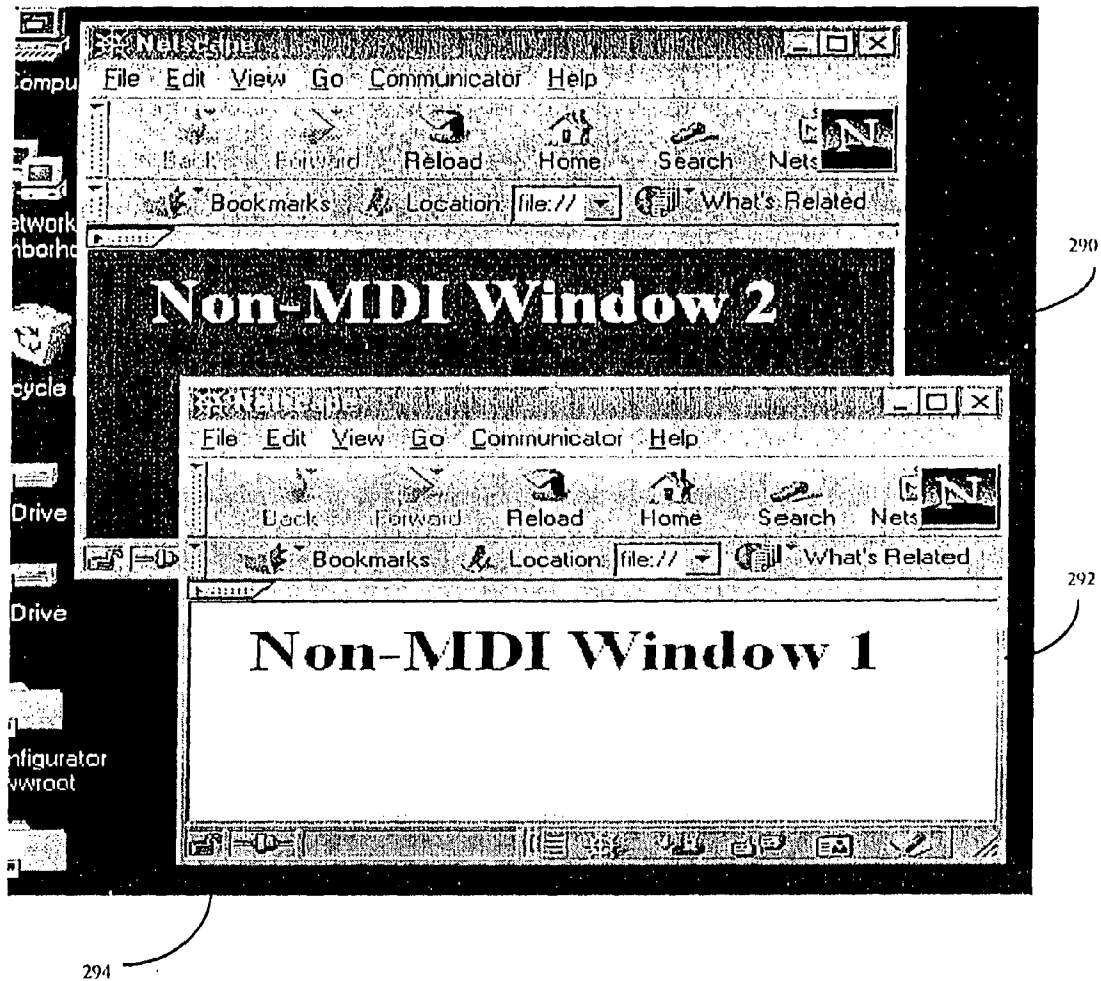 Compu
Netscape
File Edit View Go Communicator Help
Back Forward Reload Home Search Nets N
Bookmarks Location: file:// What's Related
etwork
hborho
290
Non-MDI Window 2
cycle
Netscape
File Edit View Go Communicator Help
Back Forward Reload Home Search Nets N
Drive
Bookmarks Location: file:// What's Related
292
Drive
Non-MDI Window 1
nfigurator
wwroot
294